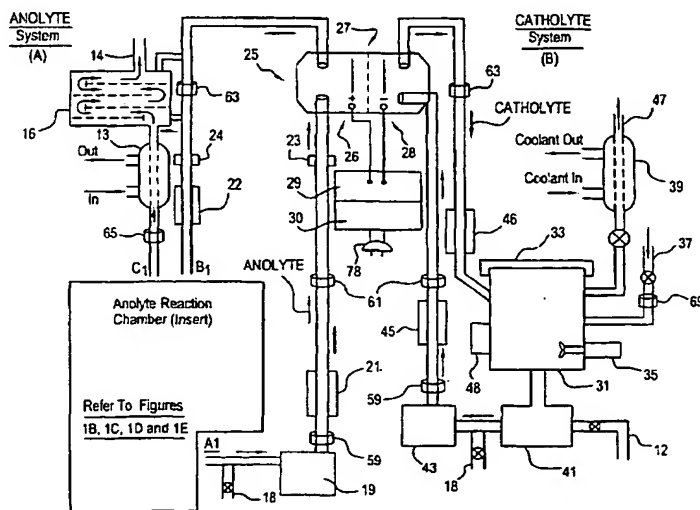 ANOLYTE
System
(A)
14
16
13
Out
In
65
C1
B1
63
24
22
25
27
CATHOLYTE
System
(B)
63
CATHOLYTE
47
Coolant Out
Coolant In
39
23
26
28
29
30
78
46
33
37
65
ANOLYTE
61
45
48
31
35
Anolyte Reaction
Chamber (Insert)
Refer To Figures
1B, 1C, 1D and 1E
21
59
59
A1
18
19
43
18
41
12